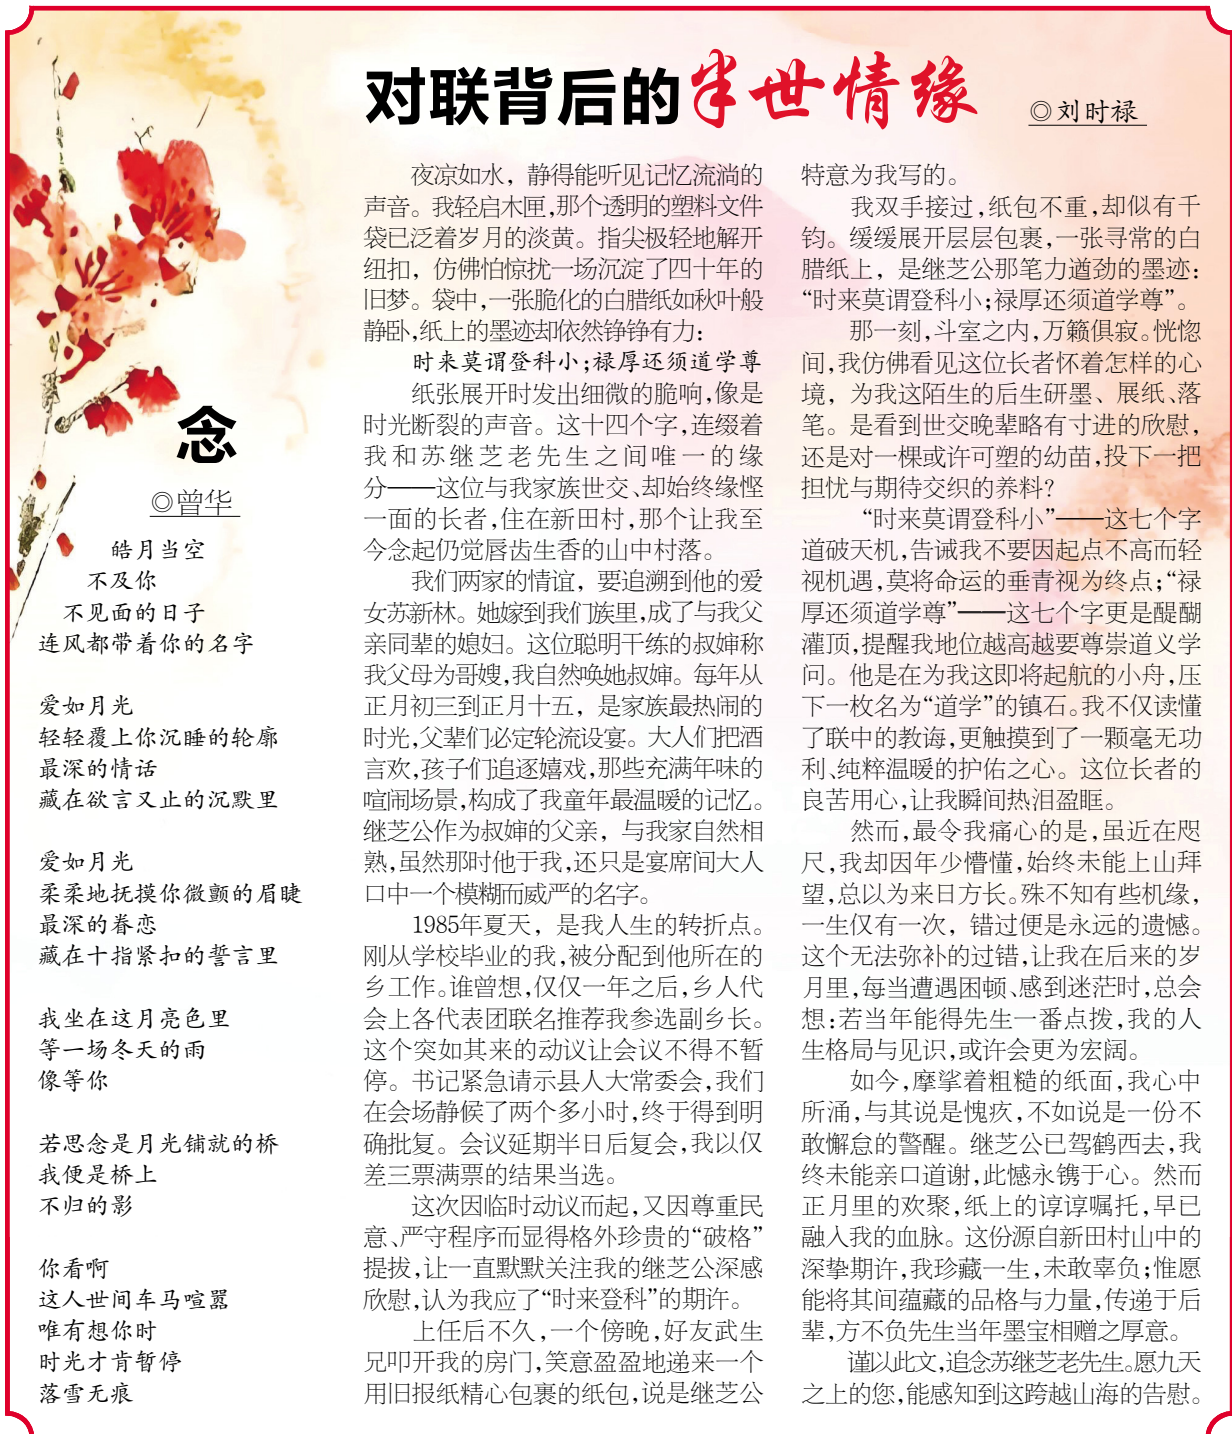 对联背后的半世情缘
◎刘时禄
夜凉如水，静得能听见记忆流淌的
声音。我轻启木匣,那个透明的塑料文件
袋已泛着岁月的淡黄。指尖极轻地解开
纽扣，仿佛怕惊扰一场沉淀了四十年的
旧梦。袋中,一张脆化的白腊纸如秋叶般
静卧,纸上的墨迹却依然铮铮有力：
时来莫谓登科小;禄厚还须道学尊
纸张展开时发出细微的脆响,像是
时光断裂的声音。这十四个字,连缀着
我和苏继芝老先生之间唯一的缘
分——这位与我家族世交、却始终缘悭
一面的长者,住在新田村,那个让我至
今念起仍觉唇齿生香的山中村落。
我们两家的情谊，要追溯到他的爱
女苏新林。她嫁到我们族里,成了与我父
亲同辈的媳妇。这位聪明干练的叔婶称
我父母为哥嫂,我自然唤她叔婶。每年从
正月初三到正月十五，是家族最热闹的
时光,父辈们必定轮流设宴。大人们把酒
言欢,孩子们追逐嬉戏,那些充满年味的
喧闹场景,构成了我童年最温暖的记忆。
继芝公作为叔婶的父亲，与我家自然相
熟,虽然那时他于我,还只是宴席间大人
口中一个模糊而威严的名字。
1985年夏天，是我人生的转折点。
刚从学校毕业的我,被分配到他所在的
乡工作。谁曾想,仅仅一年之后,乡人代
会上各代表团联名推荐我参选副乡长。
这个突如其来的动议让会议不得不暂
停。书记紧急请示县人大常委会,我们
在会场静候了两个多小时,终于得到明
确批复。会议延期半日后复会,我以仅
差三票满票的结果当选。
这次因临时动议而起,又因尊重民
意、严守程序而显得格外珍贵的“破格”
提拔,让一直默默关注我的继芝公深感
欣慰,认为我应了“时来登科”的期许。
上任后不久,一个傍晚,好友武生
兄叩开我的房门,笑意盈盈地递来一个
用旧报纸精心包裹的纸包,说是继芝公
特意为我写的。
我双手接过,纸包不重,却似有千
钧。缓缓展开层层包裹,一张寻常的白
腊纸上，是继芝公那笔力遒劲的墨迹：
“时来莫谓登科小;禄厚还须道学尊”。
那一刻,斗室之内,万籁俱寂。恍惚
间,我仿佛看见这位长者怀着怎样的心
境，为我这陌生的后生研墨、展纸、落
笔。是看到世交晚辈略有寸进的欣慰,
还是对一棵或许可塑的幼苗,投下一把
担忧与期待交织的养料?
“时来莫谓登科小”——这七个字
道破天机,告诫我不要因起点不高而轻
视机遇,莫将命运的垂青视为终点;“禄
厚还须道学尊”——这七个字更是醍醐
灌顶,提醒我地位越高越要尊崇道义学
问。他是在为我这即将起航的小舟,压
下一枚名为“道学”的镇石。我不仅读懂
了联中的教诲,更触摸到了一颗毫无功
利、纯粹温暖的护佑之心。这位长者的
良苦用心,让我瞬间热泪盈眶。
然而,最令我痛心的是,虽近在咫
尺,我却因年少懵懂,始终未能上山拜
望,总以为来日方长。殊不知有些机缘,
一生仅有一次，错过便是永远的遗憾。
这个无法弥补的过错,让我在后来的岁
月里,每当遭遇困顿、感到迷茫时,总会
想:若当年能得先生一番点拨,我的人
生格局与见识,或许会更为宏阔。
如今,摩挲着粗糙的纸面,我心中
所涌,与其说是愧疚,不如说是一份不
敢懈怠的警醒。继芝公已驾鹤西去,我
终未能亲口道谢,此憾永镌于心。然而
正月里的欢聚,纸上的谆谆嘱托,早已
融入我的血脉。这份源自新田村山中的
深挚期许,我珍藏一生,未敢辜负;惟愿
能将其间蕴藏的品格与力量,传递于后
辈,方不负先生当年墨宝相赠之厚意。
谨以此文,追念苏继芝老先生。愿九天
之上的您,能感知到这跨越山海的告慰。
念
◎曾华
皓月当空
不及你
不见面的日子
连风都带着你的名字
爱如月光
轻轻覆上你沉睡的轮廓
最深的情话
藏在欲言又止的沉默里
爱如月光
柔柔地抚摸你微颤的眉睫
最深的眷恋
藏在十指紧扣的誓言里
我坐在这月亮色里
等一场冬天的雨
像等你
若思念是月光铺就的桥
我便是桥上
不归的影
你看啊
这人世间车马喧嚣
唯有想你时
时光才肯暂停
落雪无痕